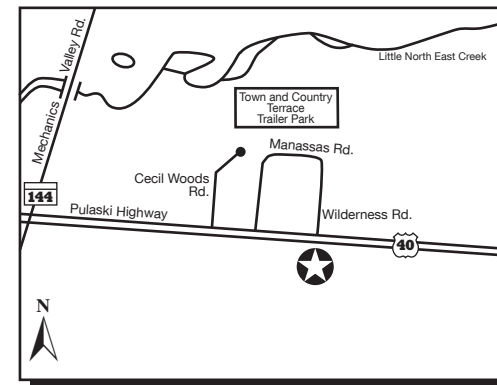 Mechanics Valley Rd.
Little North East Creek
Town and Country
Terrace
Trailer Park
Manassas Rd.
Cecil Woods
Rd.
144
Pulaski Highway
Wilderness Rd.
40
N